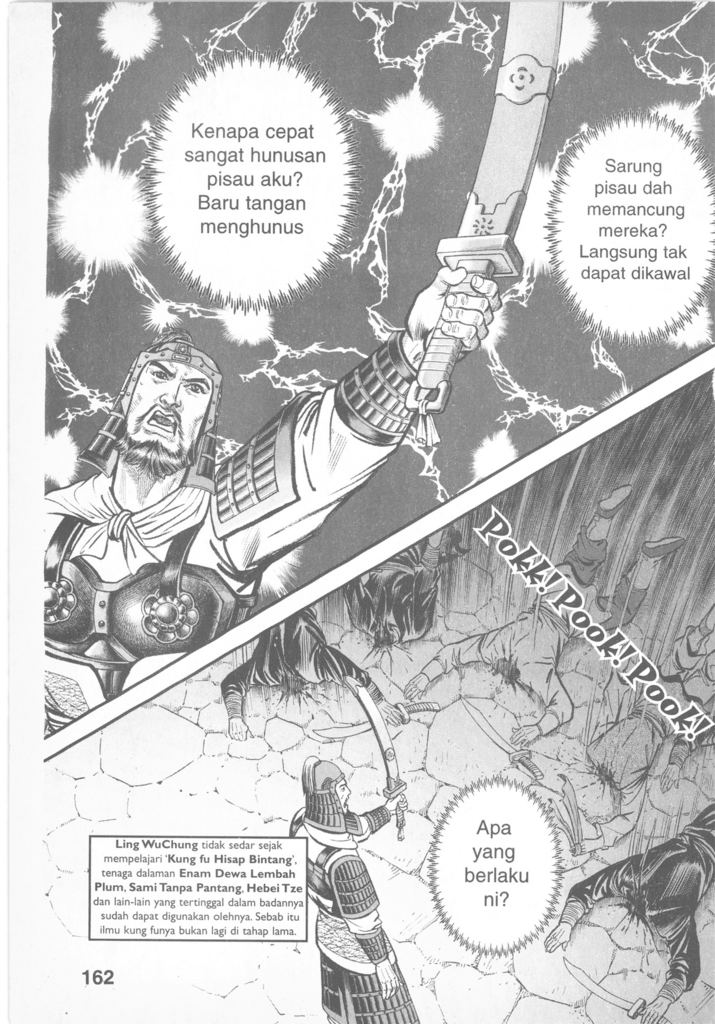 Kenapa cepat
sangat hunusan
pisau aku?
Baru tangan
menghunus
Sarung
pisau dah
memancung
mereka?
Langsung tak
dapat dikawal
Pokk! Pook! Pook!
Apa
yang
berlaku
ni?
Ling WuChung tidak sedar sejak
mempelajari 'Kung fu Hisap Bintang',
tenaga dalaman Enam Dewa Lembah
Plum, Sami Tanpa Pantang, Hebei Tze
dan lain-lain yang tertinggal dalam badannya
sudah dapat digunakan olehnya. Sebab itu
ilmu kung funya bukan lagi di tahap lama.
162